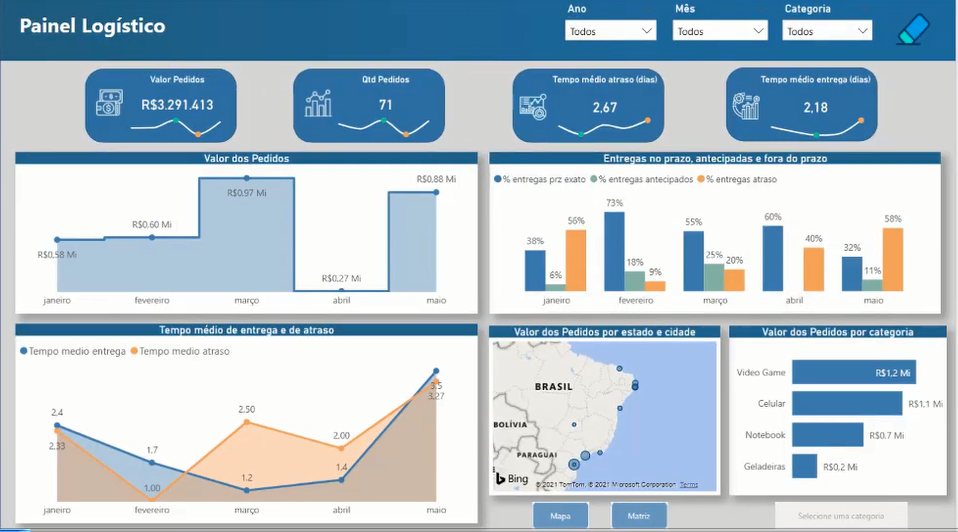 Painel Logístico
Ano
Mês
Categoria
Todos
Todos
Todos
Valor Pedidos
R$3.291.413
Qtd Pedidos
71
Tempo médio atraso (dias)
2,67
Tempo médio entrega (dias)
2,18
Valor dos Pedidos
R$0,58 Mi
R$0,60 Mi
R$0,97 Mi
R$0,27 Mi
R$0,88 Mi
janeiro
fevereiro
março
abril
maio
Entregas no prazo, antecipadas e fora do prazo
% entregas prz exato
% entregas antecipados
% entregas atraso
38%
6%
56%
73%
18%
9%
55%
25%
20%
60%
40%
32%
11%
58%
janeiro
fevereiro
março
abril
maio
Tempo médio de entrega e de atraso
Tempo medio entrega
Tempo medio atraso
2.4
2.33
1.7
1.00
2.50
1.2
2.00
1.4
3.5
3.27
janeiro
fevereiro
março
abril
maio
Valor dos Pedidos por estado e cidade
BRASIL
BOLÍVIA
PARAGUAI
Bing
© 2021 TomTom, © 2021 Microsoft Corporation Terms
Valor dos Pedidos por categoria
Video Game
R$1,2 Mi
Celular
R$1,1 Mi
Notebook
R$0,7 Mi
Geladeiras
R$0,2 Mi
Mapa
Matriz
Selecione uma categoria